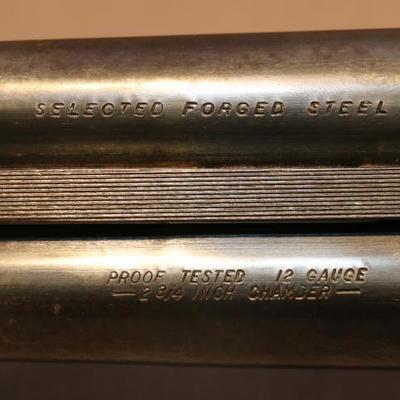 SELECTED FORGED STEEL
PROOF TESTED 12 GAUGE
— 2 3/4 INCH CHAMBER —